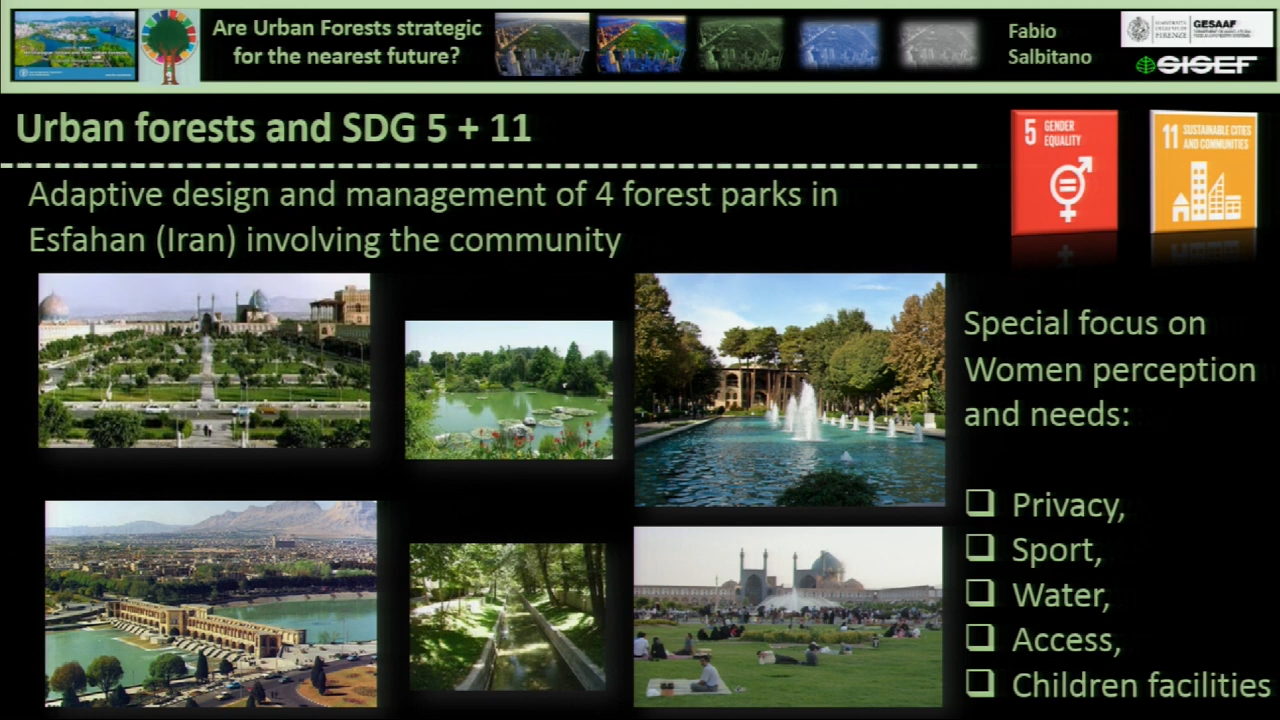 Are Urban Forests strategic
for the nearest future?
Fabio
Salbitano
UNIVERSITÀ
FIRENZE
GESAAF
SISEF
Urban forests and SDG 5 + 11
5 GENDER
EQUALITY
11 SUSTAINABLE CITIES
AND COMMUNITIES
Adaptive design and management of 4 forest parks in
Esfahan (Iran) involving the community
Special focus on
Women perception
and needs:
Privacy,
Sport,
Water,
Access,
Children facilities